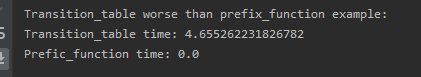 Transition_table worse than prefix_function example:
Transition_table time: 4.655262231826782
Prefic_function time: 0.0